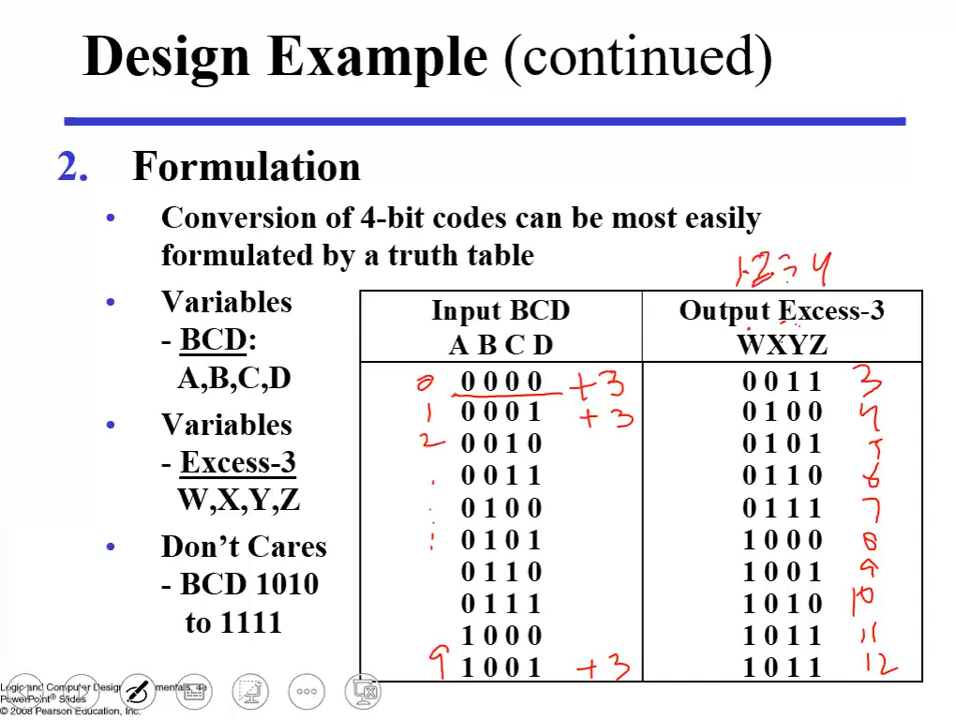 Design Example (continued)
2. Formulation
• Conversion of 4-bit codes can be most easily
formulated by a truth table
• Variables
- BCD:
A,B,C,D
• Variables
- Excess-3
W,X,Y,Z
• Don't Cares
- BCD 1010
to 1111
Input BCD Output Excess-3
A B C D WXYZ
0 0 0 0 0 +3 0 0 1 1 3
1 0 0 0 1 +3 0 1 0 0 4
2 0 0 1 0 0 1 0 1 5
0 0 1 1 0 1 1 0 6
0 1 0 0 0 1 1 1 7
0 1 0 1 1 0 0 0 8
0 1 1 0 1 0 0 1 9
0 1 1 1 1 0 1 0 10
1 0 0 0 1 0 1 1 11
9 1 0 0 1 +3 1 0 1 1 12
Logic and Computer Design Fundamentals, 4e
PowerPoint® Slides
© 2008 Pearson Education, Inc.